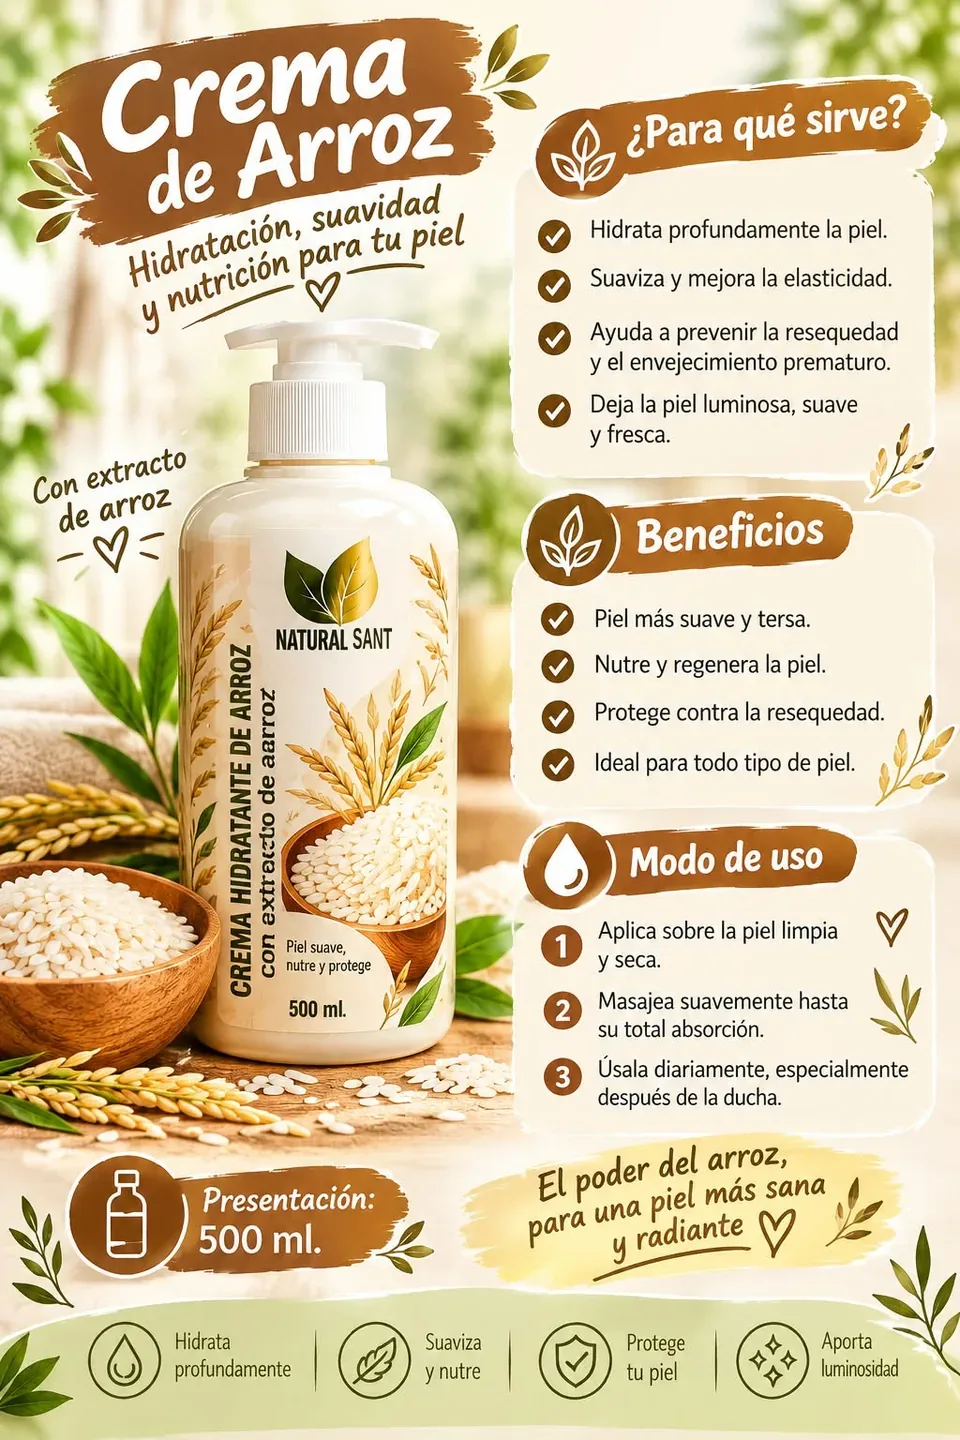 Crema
de Arroz
Hidratación, suavidad
y nutrición para tu piel
Con extracto
de arroz
NATURAL SANT
CREMA HIDRATANTE DE ARROZ
con extrecto de aarroz
Piel suave,
nutre y protege
500 ml.
¿Para qué sirve?
Hidrata profundamente la piel.
Suaviza y mejora la elasticidad.
Ayuda a prevenir la resequedad
y el envejecimiento prematuro.
Deja la piel luminosa, suave
y fresca.
Beneficios
Piel más suave y tersa.
Nutre y regenera la piel.
Protege contra la resequedad.
Ideal para todo tipo de piel.
Modo de uso
1 Aplica sobre la piel limpia
y seca.
2 Masajea suavemente hasta
su total absorción.
3 Úsala diariamente, especialmente
después de la ducha.
Presentación:
500 ml.
El poder del arroz,
para una piel más sana
y radiante
Hidrata
profundamente
Suaviza
y nutre
Protege
tu piel
Aporta
luminosidad